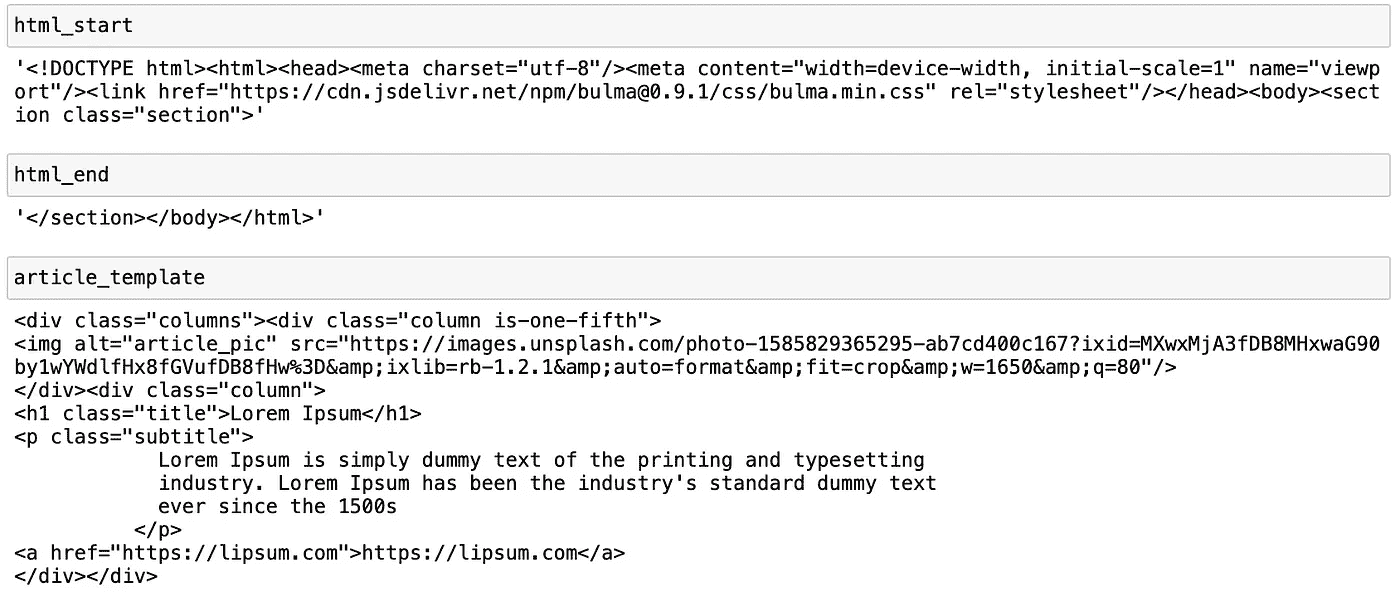 html_start
'<!DOCTYPE html><html><head><meta charset="utf-8"/><meta content="width=device-width, initial-scale=1" name="viewp
ort"/><link href="https://cdn.jsdelivr.net/npm/bulma@0.9.1/css/bulma.min.css" rel="stylesheet"/></head><body><sect
ion class="section">'
html_end
'</section></body></html>'
article_template
<div class="columns"><div class="column is-one-fifth">
<img alt="article_pic" src="https://images.unsplash.com/photo-1585829365295-ab7cd400c167?ixid=MXwxMjA3fDB8MHxwaG90
by1wYWdlfHx8fGVufDB8fHw%3D&amp;ixlib=rb-1.2.1&amp;auto=format&amp;fit=crop&amp;w=1650&amp;q=80"/>
</div><div class="column">
<h1 class="title">Lorem Ipsum</h1>
<p class="subtitle">
            Lorem Ipsum is simply dummy text of the printing and typesetting
            industry. Lorem Ipsum has been the industry's standard dummy text
            ever since the 1500s
          </p>
<a href="https://lipsum.com">https://lipsum.com</a>
</div></div>